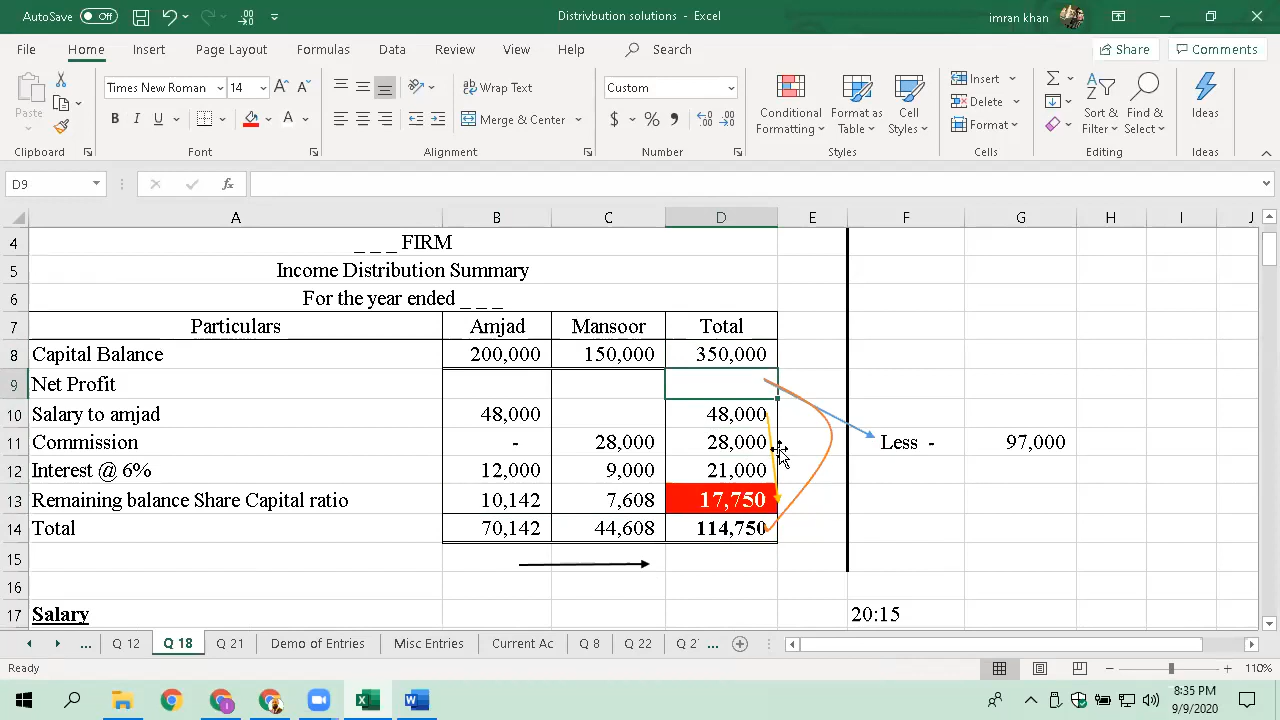 AutoSave Off Distrivbution solutions - Excel imran khan
File Home Insert Page Layout Formulas Data Review View Help Search Share Comments
Paste Times New Roman 14 Wrap Text Custom Conditional Formatting Format as Table Cell Styles Insert Sort & Filter Find & Select Ideas
B I U Merge & Center $ % Delete
Format
Clipboard Font Alignment Number Styles Cells Editing Ideas
D9 fx
A B C D E F G H I J
4 _ _ _ FIRM
5 Income Distribution Summary
6 For the year ended _ _ _
7 Particulars Amjad Mansoor Total
8 Capital Balance 200,000 150,000 350,000
9 Net Profit
10 Salary to amjad 48,000 48,000
11 Commission - 28,000 28,000 Less - 97,000
12 Interest @ 6% 12,000 9,000 21,000
13 Remaining balance Share Capital ratio 10,142 7,608 17,750
14 Total 70,142 44,608 114,750
15
16
17 Salary 20:15
... Q 12 Q 18 Q 21 Demo of Entries Misc Entries Current Ac Q 8 Q 22 Q 2 ...
Ready 110%
8:35 PM
9/9/2020